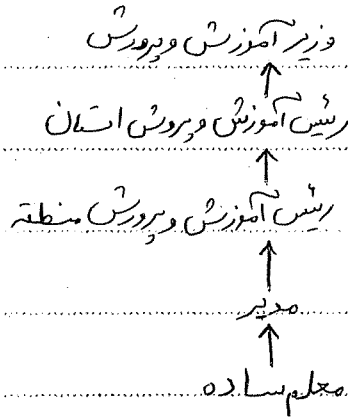 وزیر آموزش و پرورش
رئیس آموزش و پرورش استان
رئیس آموزش و پرورش منطقه
مدیر
معلم ساده